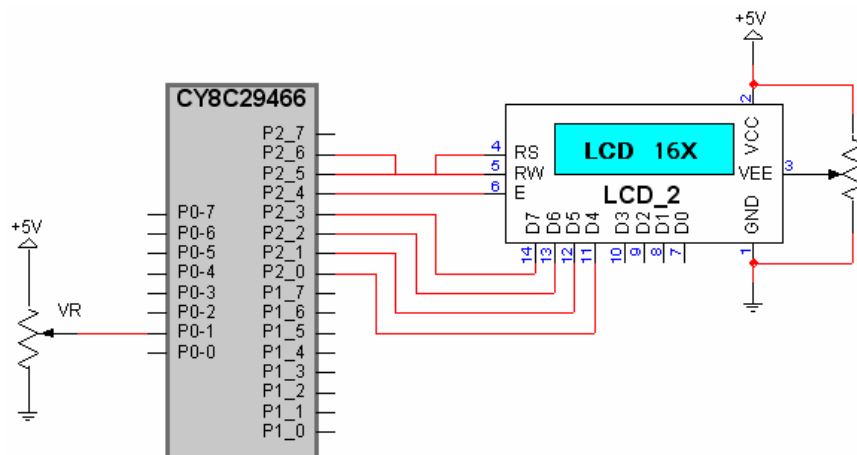 +5V
CY8C29466
P2_7
P2_6
P2_5
P2_4
P2_3
P2_2
P2_1
P2_0
P1_7
P1_6
P1_5
P1_4
P1_3
P1_2
P1_1
P1_0
P0-7
P0-6
P0-5
P0-4
P0-3
P0-2
P0-1
P0-0
+5V
VR
4 RS
5 RW
6 E
LCD 16X
LCD_2
2 VCC
VEE 3
GND 1
D7 D6 D5 D4 D3 D2 D1 D0
14 13 12 11 10 9 8 7